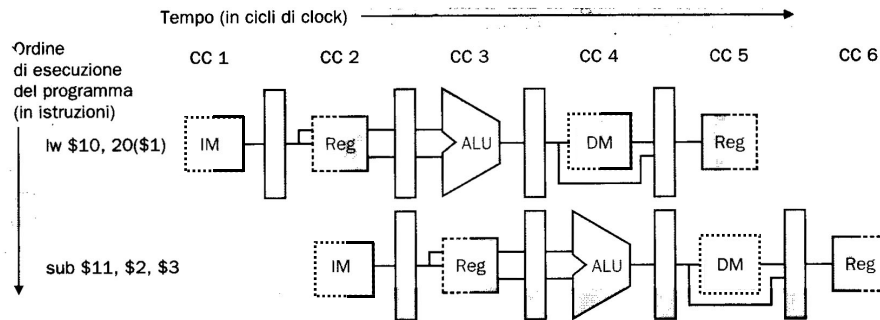 Tempo (in cicli di clock)
Ordine
di esecuzione
del programma
(in istruzioni)
CC 1 CC 2 CC 3 CC 4 CC 5 CC 6
lw $10, 20($1)
IM Reg ALU DM Reg
sub $11, $2, $3
IM Reg ALU DM Reg